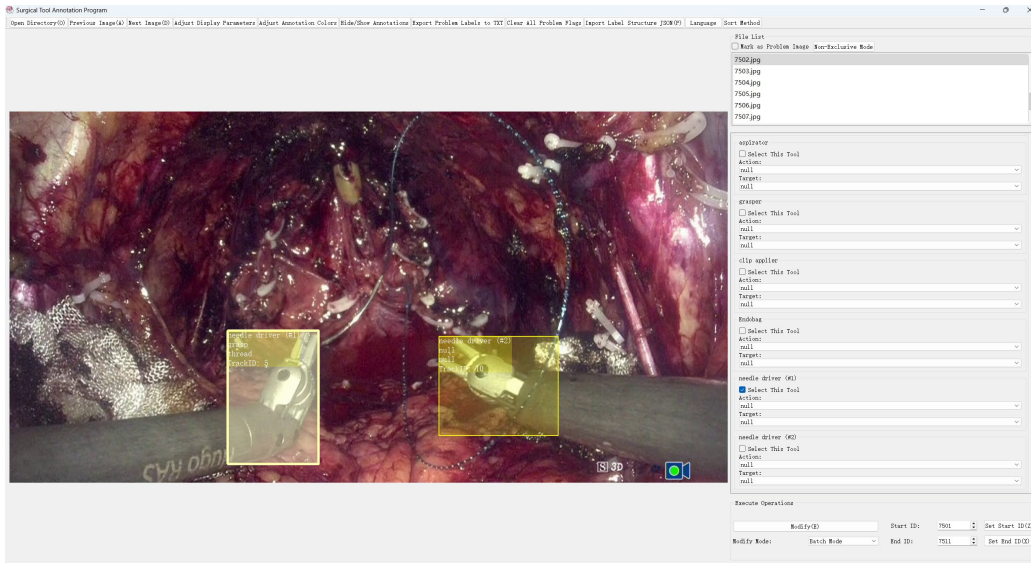 Surgical Tool Annotation Program
Open Directory(O) Previous Image(A) Next Image(D) Adjust Display Parameters Adjust Annotation Colors Hide/Show Annotations Export Problem Labels to TXT Clear All Problem Flags Import Label Structure JSON(P) Language Sort Method
File List
Mark as Problem Image Non-Exclusive Mode
7502.jpg
7503.jpg
7504.jpg
7505.jpg
7506.jpg
7507.jpg
aspirator
Select This Tool
Action:
null
Target:
null
grasper
Select This Tool
Action:
null
Target:
null
clip applier
Select This Tool
Action:
null
Target:
null
Endobag
Select This Tool
Action:
null
Target:
null
needle driver (#1)
Select This Tool
Action:
null
Target:
null
needle driver (#2)
Select This Tool
Action:
null
Target:
null
needle driver (#1)
grasp
thread
TrackID: 5
needle driver (#2)
null
null
TrackID: 10
S 3D
Execute Operations
Modify(E)
Start ID: 7501 Set Start ID(Z
Modify Mode: Batch Mode
End ID: 7511 Set End ID(X)